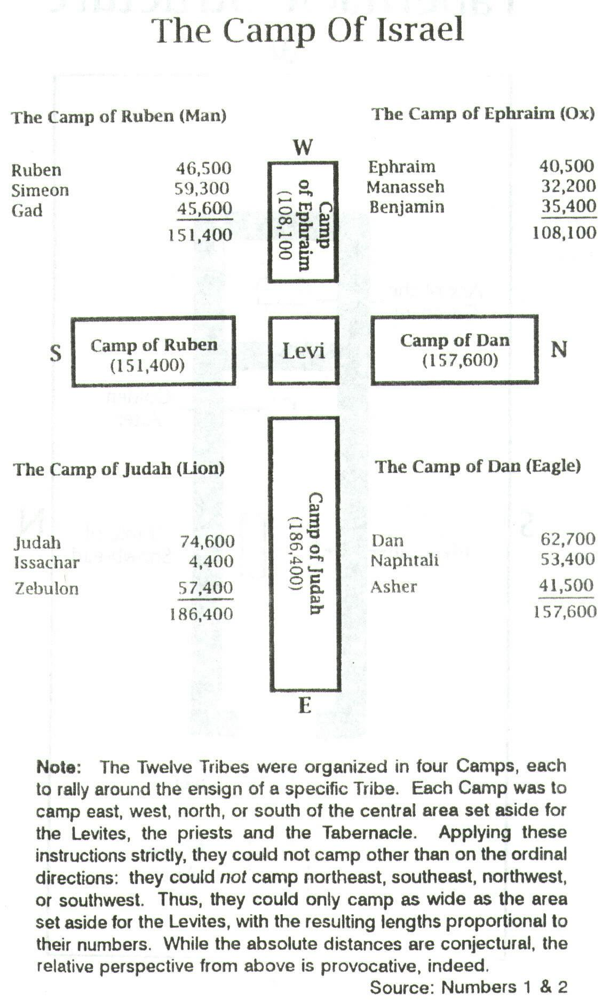 The Camp Of Israel
The Camp of Ruben (Man)
Ruben 46,500
Simeon 59,300
Gad 45,600
151,400
The Camp of Ephraim (Ox)
Ephraim 40,500
Manasseh 32,200
Benjamin 35,400
108,100
W
Camp
of Ephraim
(108,100
S
Camp of Ruben
(151,400)
Levi
Camp of Dan
(157,600)
N
The Camp of Judah (Lion)
Judah 74,600
Issachar 4,400
Zebulon 57,400
186,400
Camp of Judah
(186,400)
E
The Camp of Dan (Eagle)
Dan 62,700
Naphtali 53,400
Asher 41,500
157,600
Note: The Twelve Tribes were organized in four Camps, each
to rally around the ensign of a specific Tribe. Each Camp was to
camp east, west, north, or south of the central area set aside for
the Levites, the priests and the Tabernacle. Applying these
instructions strictly, they could not camp other than on the ordinal
directions: they could not camp northeast, southeast, northwest,
or southwest. Thus, they could only camp as wide as the area
set aside for the Levites, with the resulting lengths proportional to
their numbers. While the absolute distances are conjectural, the
relative perspective from above is provocative, indeed.
Source: Numbers 1 & 2